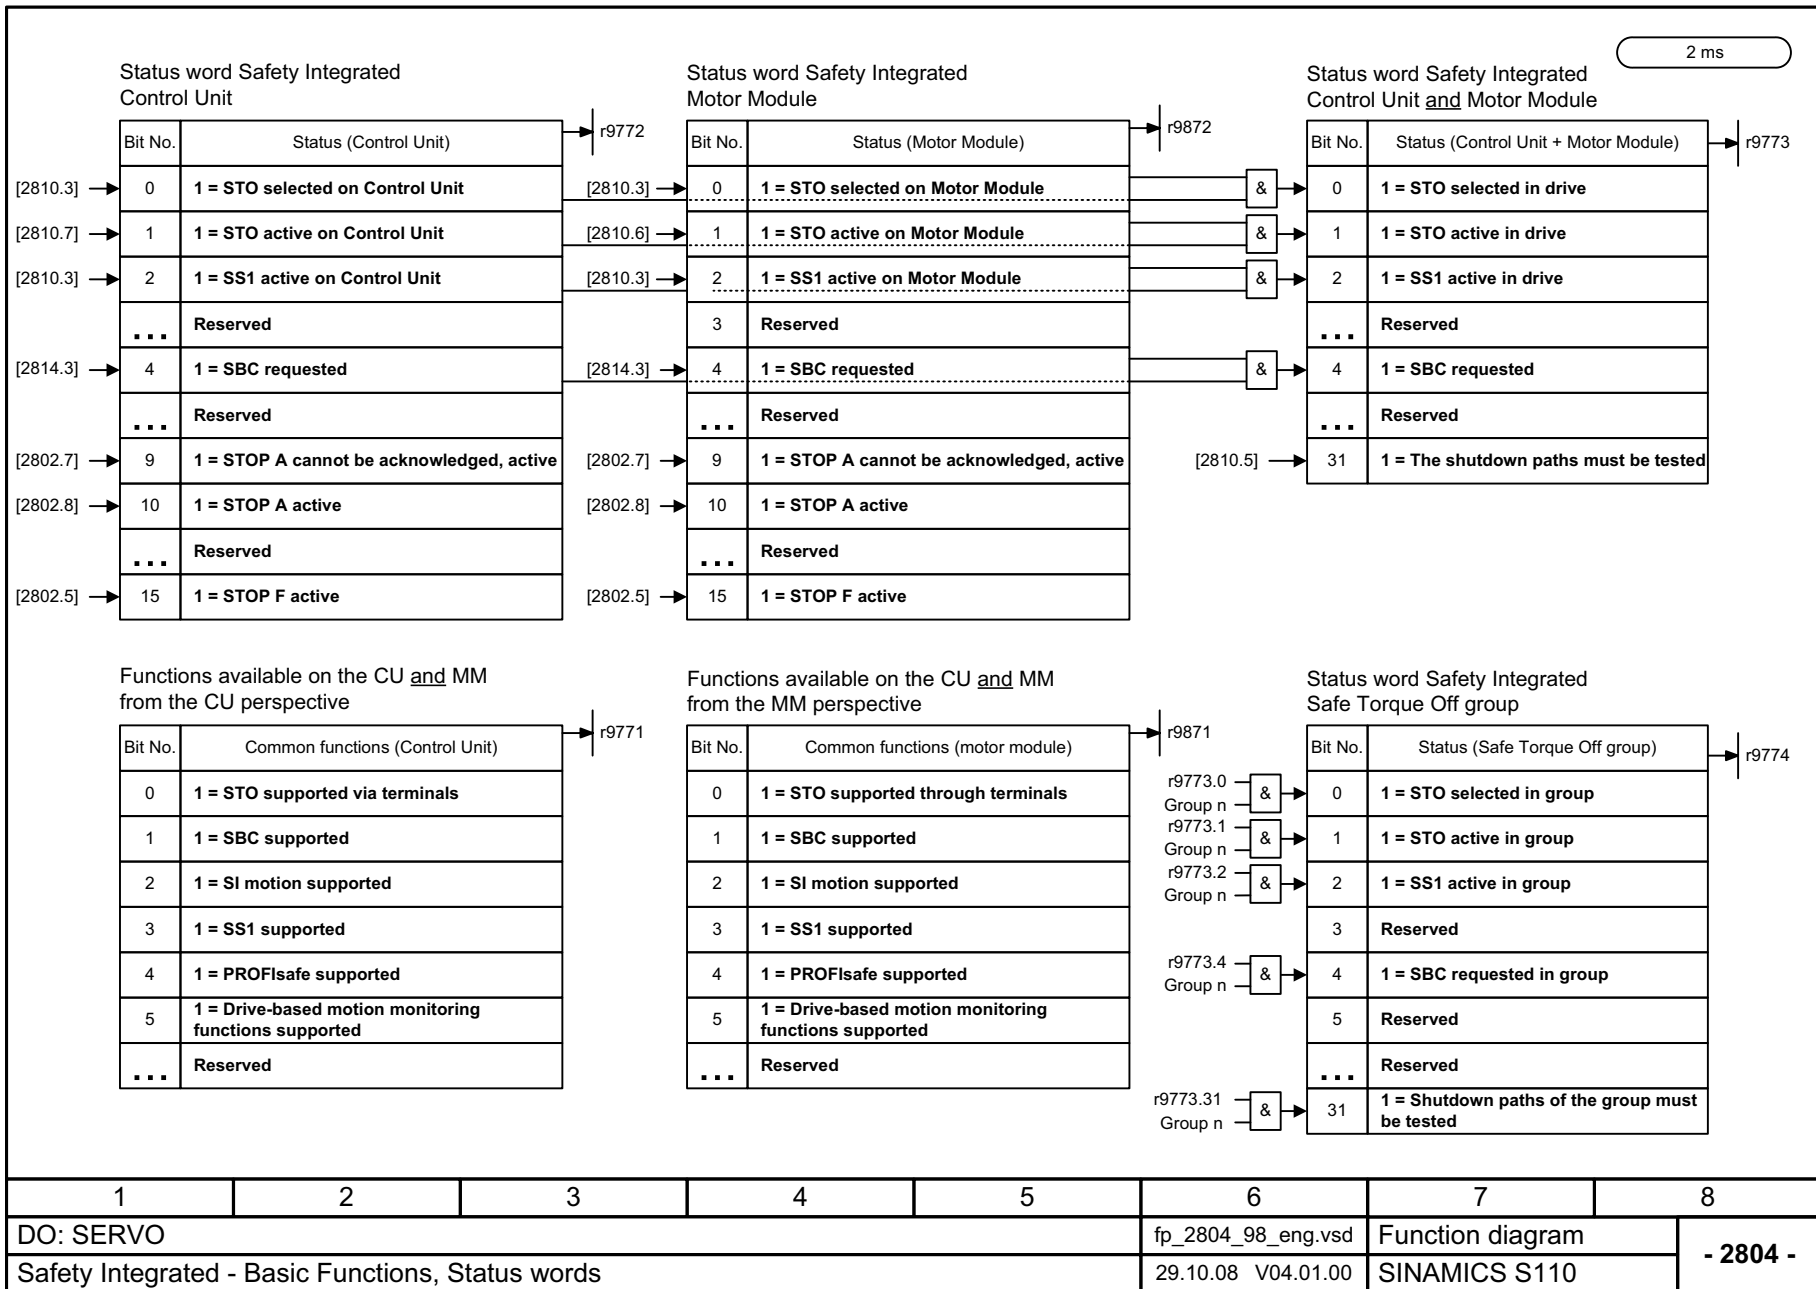 2 ms
Status word Safety Integrated
Control Unit
r9772
Bit No. Status (Control Unit)
[2810.3] 0 1 = STO selected on Control Unit
[2810.7] 1 1 = STO active on Control Unit
[2810.3] 2 1 = SS1 active on Control Unit
... Reserved
[2814.3] 4 1 = SBC requested
... Reserved
[2802.7] 9 1 = STOP A cannot be acknowledged, active
[2802.8] 10 1 = STOP A active
... Reserved
[2802.5] 15 1 = STOP F active
Status word Safety Integrated
Motor Module
r9872
Bit No. Status (Motor Module)
[2810.3] 0 1 = STO selected on Motor Module
[2810.6] 1 1 = STO active on Motor Module
[2810.3] 2 1 = SS1 active on Motor Module
3 Reserved
[2814.3] 4 1 = SBC requested
... Reserved
[2802.7] 9 1 = STOP A cannot be acknowledged, active
[2802.8] 10 1 = STOP A active
... Reserved
[2802.5] 15 1 = STOP F active
Status word Safety Integrated
Control Unit and Motor Module
Bit No. Status (Control Unit + Motor Module) r9773
& 0 1 = STO selected in drive
& 1 1 = STO active in drive
& 2 1 = SS1 active in drive
... Reserved
& 4 1 = SBC requested
... Reserved
[2810.5] 31 1 = The shutdown paths must be tested
Functions available on the CU and MM
from the CU perspective
r9771
Bit No. Common functions (Control Unit)
0 1 = STO supported via terminals
1 1 = SBC supported
2 1 = SI motion supported
3 1 = SS1 supported
4 1 = PROFIsafe supported
5 1 = Drive-based motion monitoring
functions supported
... Reserved
Functions available on the CU and MM
from the MM perspective
r9871
Bit No. Common functions (motor module)
0 1 = STO supported through terminals
1 1 = SBC supported
2 1 = SI motion supported
3 1 = SS1 supported
4 1 = PROFIsafe supported
5 1 = Drive-based motion monitoring
functions supported
... Reserved
Status word Safety Integrated
Safe Torque Off group
Bit No. Status (Safe Torque Off group) r9774
r9773.0
Group n & 0 1 = STO selected in group
r9773.1
Group n & 1 1 = STO active in group
r9773.2
Group n & 2 1 = SS1 active in group
3 Reserved
r9773.4
Group n & 4 1 = SBC requested in group
5 Reserved
... Reserved
r9773.31
Group n & 31 1 = Shutdown paths of the group must
be tested
1 2 3 4 5 6 7 8
DO: SERVO fp_2804_98_eng.vsd Function diagram
- 2804 -
Safety Integrated - Basic Functions, Status words 29.10.08 V04.01.00 SINAMICS S110